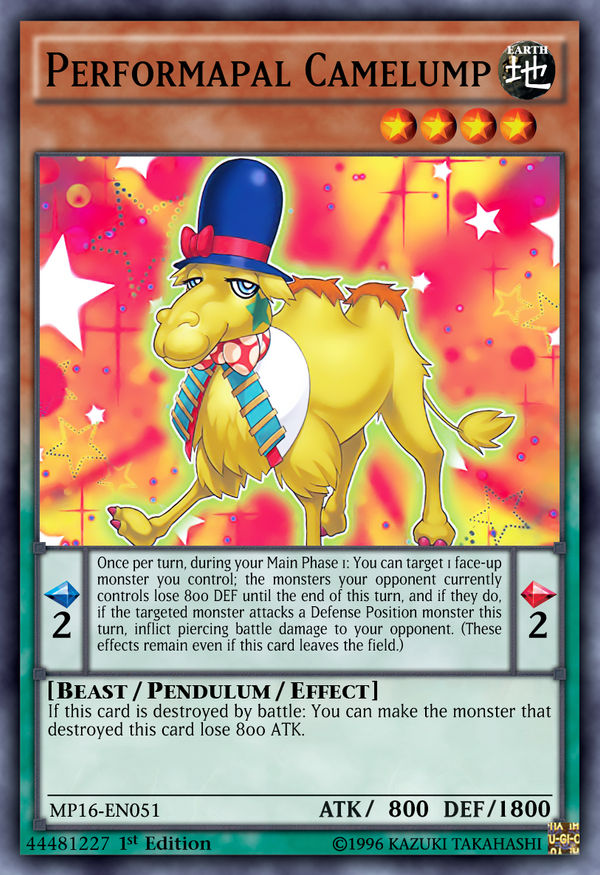 PERFORMAPAL CAMELUMP
EARTH
地
Once per turn, during your Main Phase 1: You can target 1 face-up
monster you control; the monsters your opponent currently
controls lose 800 DEF until the end of this turn, and if they do,
if the targeted monster attacks a Defense Position monster this
turn, inflict piercing battle damage to your opponent. (These
effects remain even if this card leaves the field.)
2
2
[BEAST / PENDULUM / EFFECT]
If this card is destroyed by battle: You can make the monster that
destroyed this card lose 800 ATK.
MP16-EN051
ATK/ 800 DEF/1800
44481227 1st Edition
©1996 KAZUKI TAKAHASHI